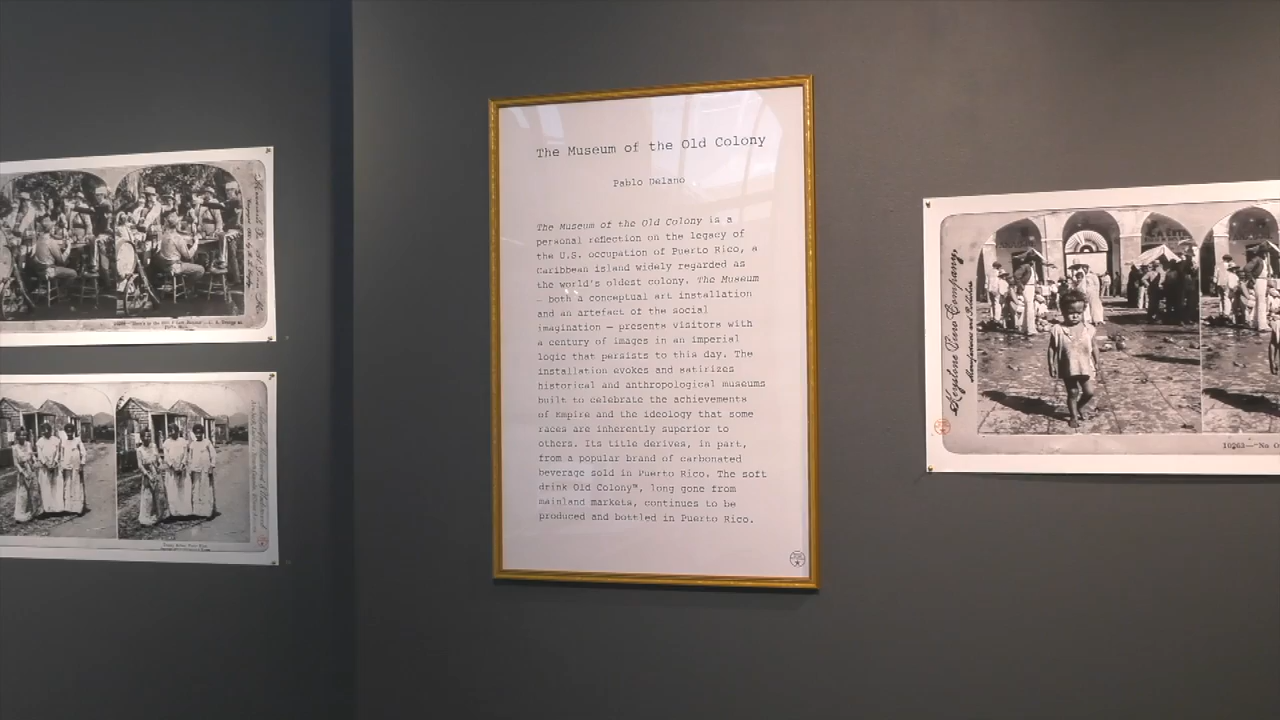 The Museum of the Old Colony
Pablo Delano
The Museum of the Old Colony is a
personal reflection on the legacy of
the U.S. occupation of Puerto Rico, a
Caribbean island widely regarded as
the world's oldest colony. The Museum
— both a conceptual art installation
and an artefact of the social
imagination — presents visitors with
a century of images in an imperial
logic that persists to this day. The
installation evokes and satirizes
historical and anthropological museums
built to celebrate the achievements
of Empire and the ideology that some
races are inherently superior to
others. Its title derives, in part,
from a popular brand of carbonated
beverage sold in Puerto Rico. The soft
drink Old Colony™, long gone from
mainland markets, continues to be
produced and bottled in Puerto Rico.
Keystone View Company,
Manufacturers and Publishers
10263—"No